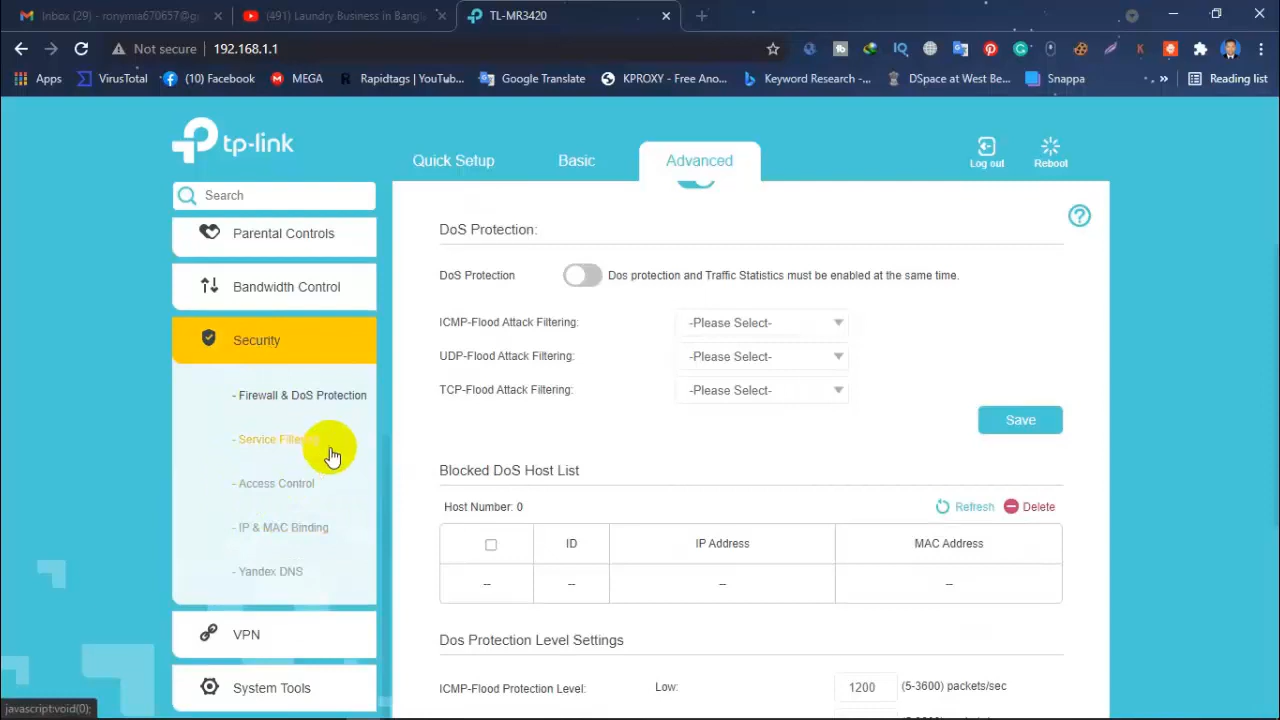 Inbox (29) - ronymia670657@g
(491) Laundry Business in Bang
TL-MR3420
Not secure
192.168.1.1
Apps
VirusTotal
(10) Facebook
MEGA
Rapidtags | YouTub...
Google Translate
KPROXY - Free Ano...
Keyword Research -...
DSpace at West Be...
Snappa
»
Reading list
tp-link
Quick Setup
Basic
Advanced
Log out
Reboot
Search
Parental Controls
Bandwidth Control
Security
- Firewall & DoS Protection
- Service Filtering
- Access Control
- IP & MAC Binding
- Yandex DNS
VPN
System Tools
DoS Protection:
DoS Protection
Dos protection and Traffic Statistics must be enabled at the same time.
ICMP-Flood Attack Filtering: -Please Select-
UDP-Flood Attack Filtering: -Please Select-
TCP-Flood Attack Filtering: -Please Select-
Save
Blocked DoS Host List
Host Number: 0
Refresh
Delete
ID IP Address MAC Address
-- -- -- --
Dos Protection Level Settings
ICMP-Flood Protection Level: Low: 1200 (5-3600) packets/sec
javascript:void(0);